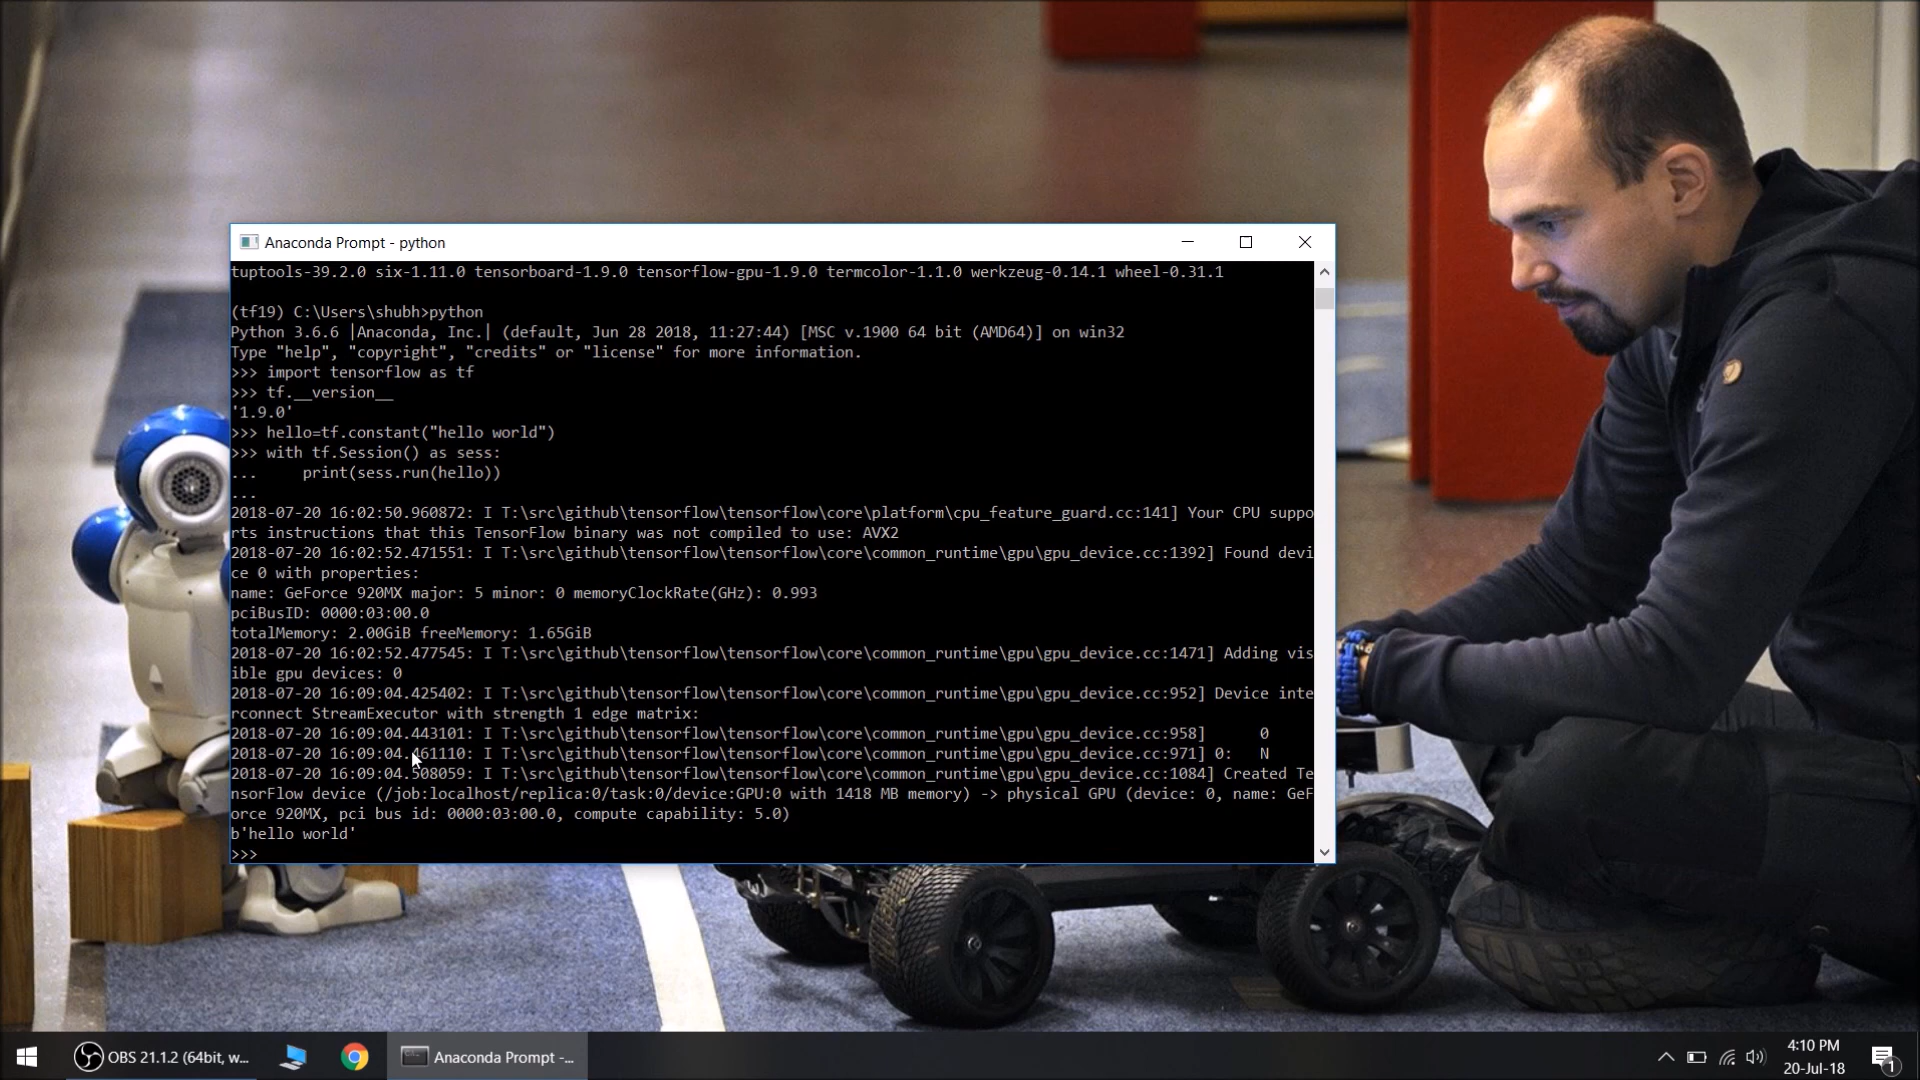 Anaconda Prompt - python
tuptools-39.2.0 six-1.11.0 tensorboard-1.9.0 tensorflow-gpu-1.9.0 termcolor-1.1.0 werkzeug-0.14.1 wheel-0.31.1
(tf19) C:\Users\shubh>python
Python 3.6.6 |Anaconda, Inc.| (default, Jun 28 2018, 11:27:44) [MSC v.1900 64 bit (AMD64)] on win32
Type "help", "copyright", "credits" or "license" for more information.
>>> import tensorflow as tf
>>> tf.__version__
'1.9.0'
>>> hello=tf.constant("hello world")
>>> with tf.Session() as sess:
...     print(sess.run(hello))
...
2018-07-20 16:02:50.960872: I T:\src\github\tensorflow\tensorflow\core\platform\cpu_feature_guard.cc:141] Your CPU suppo
rts instructions that this TensorFlow binary was not compiled to use: AVX2
2018-07-20 16:02:52.471551: I T:\src\github\tensorflow\tensorflow\core\common_runtime\gpu\gpu_device.cc:1392] Found devi
ce 0 with properties:
name: GeForce 920MX major: 5 minor: 0 memoryClockRate(GHz): 0.993
pciBusID: 0000:03:00.0
totalMemory: 2.00GiB freeMemory: 1.65GiB
2018-07-20 16:02:52.477545: I T:\src\github\tensorflow\tensorflow\core\common_runtime\gpu\gpu_device.cc:1471] Adding vis
ible gpu devices: 0
2018-07-20 16:09:04.425402: I T:\src\github\tensorflow\tensorflow\core\common_runtime\gpu\gpu_device.cc:952] Device inte
rconnect StreamExecutor with strength 1 edge matrix:
2018-07-20 16:09:04.443101: I T:\src\github\tensorflow\tensorflow\core\common_runtime\gpu\gpu_device.cc:958]      0
2018-07-20 16:09:04.461110: I T:\src\github\tensorflow\tensorflow\core\common_runtime\gpu\gpu_device.cc:971] 0:   N
2018-07-20 16:09:04.508059: I T:\src\github\tensorflow\tensorflow\core\common_runtime\gpu\gpu_device.cc:1084] Created Te
nsorFlow device (/job:localhost/replica:0/task:0/device:GPU:0 with 1418 MB memory) -> physical GPU (device: 0, name: GeF
orce 920MX, pci bus id: 0000:03:00.0, compute capability: 5.0)
b'hello world'
>>>
OBS 21.1.2 (64bit, w...
Anaconda Prompt -...
4:10 PM
20-Jul-18
1